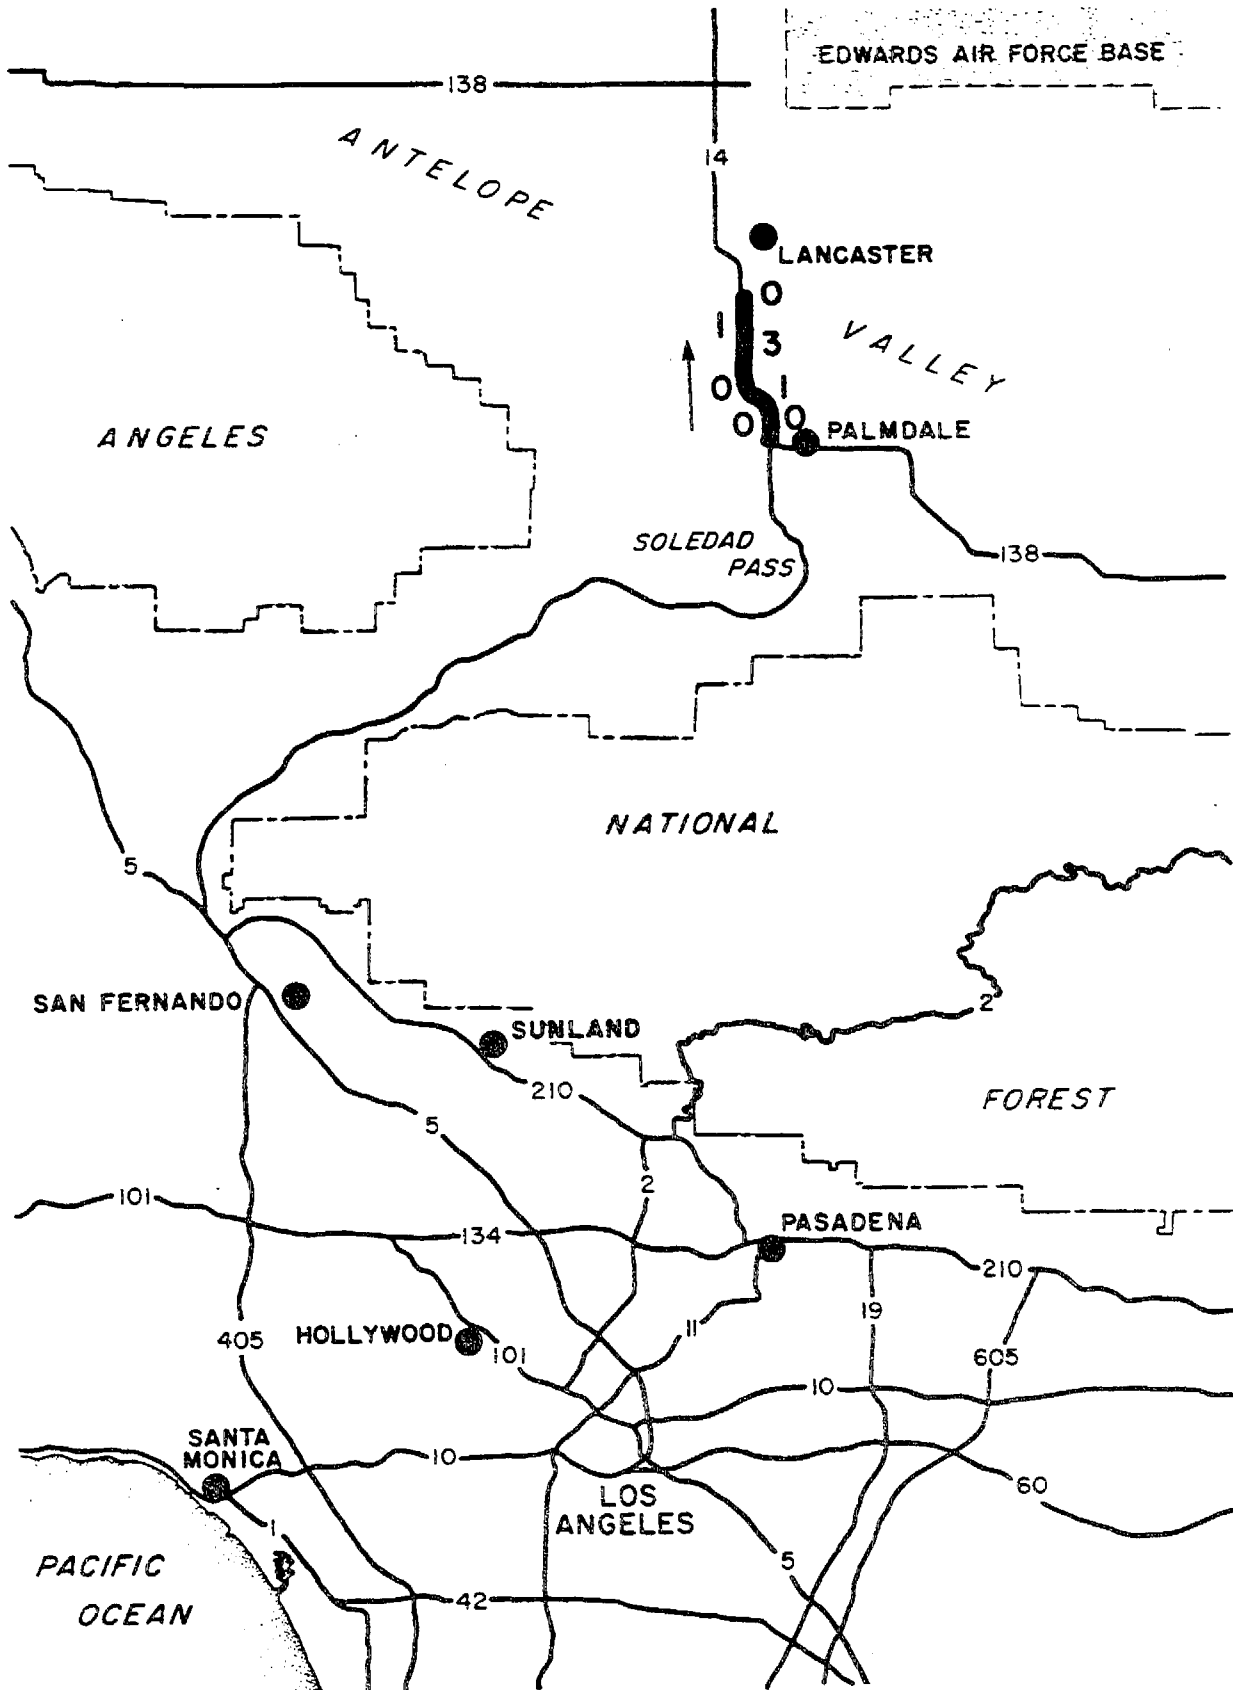 EDWARDS AIR FORCE BASE
138
ANTELOPE
14
LANCASTER
0
1
3
VALLEY
0
1
0
0
PALMDALE
ANGELES
SOLEDAD
PASS
138
NATIONAL
5
2
SAN FERNANDO
SUNLAND
210
FOREST
5
2
101
134
PASADENA
210
19
11
405
HOLLYWOOD
101
605
10
SANTA
MONICA
10
60
LOS
ANGELES
1
5
PACIFIC
OCEAN
42